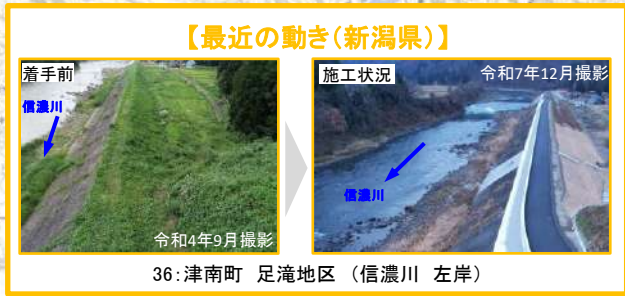 【最近の動き(新潟県)】
着手前
信濃川
令和4年9月撮影
施工状況
令和7年12月撮影
信濃川
36:津南町 足滝地区 (信濃川 左岸)